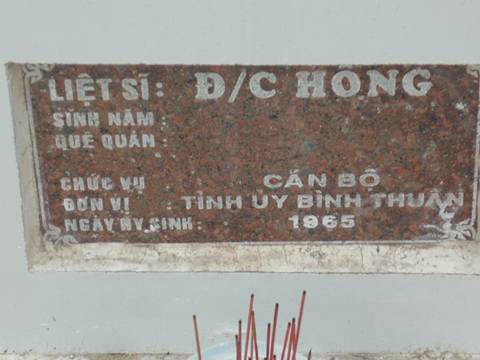 LIỆT SĨ : Đ/C HỒNG
SINH NĂM :
QUÊ QUÁN :
CHỨC VỤ CÁN BỘ
ĐƠN VỊ : TỈNH ỦY BÌNH THUẬN
NGÀY HY SINH : 1965